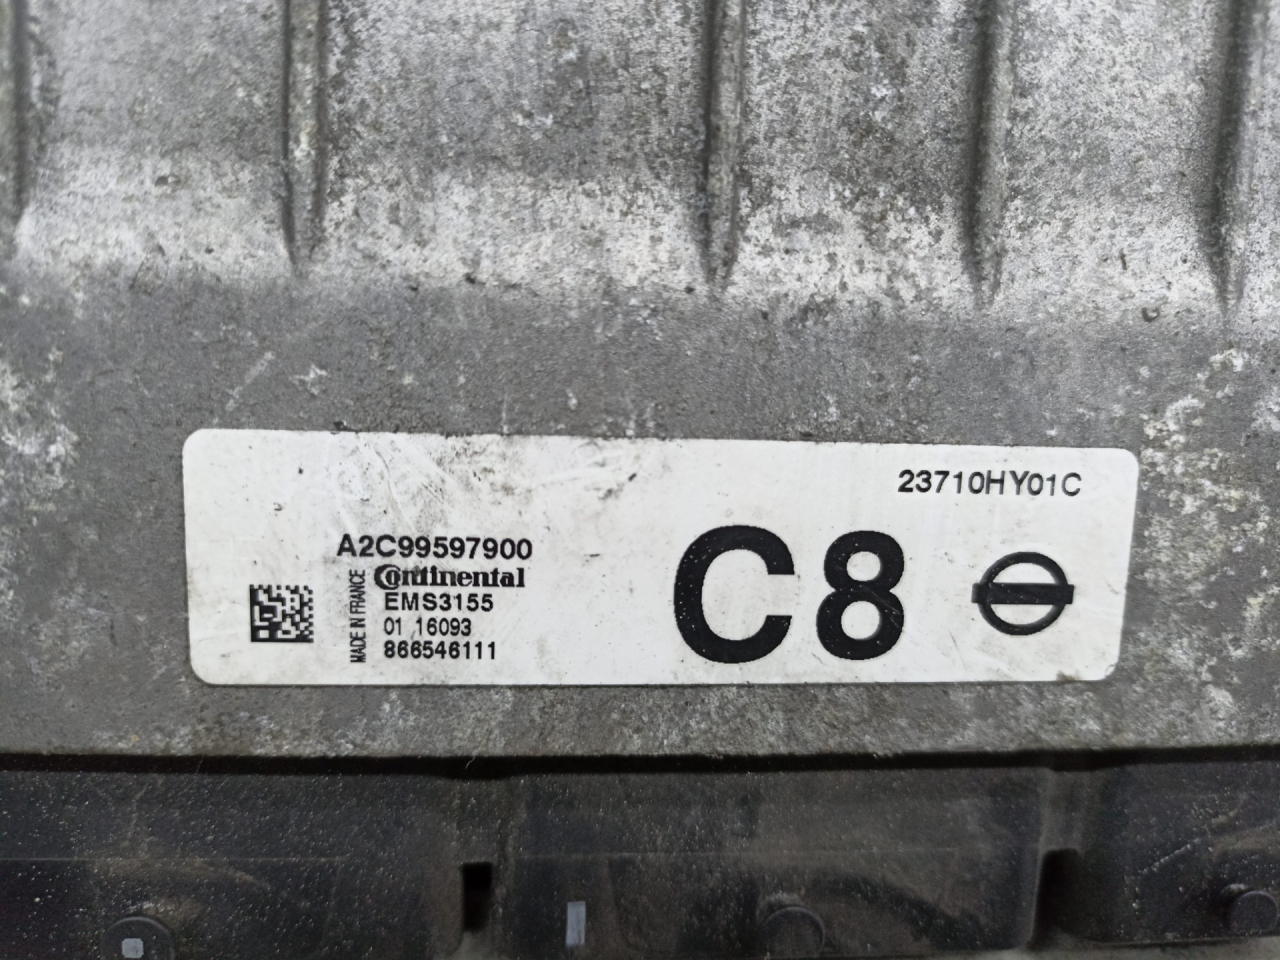 23710HY01C
A2C99597900
MADE IN FRANCE
Continental
EMS3155
01 16093
866546111
C8